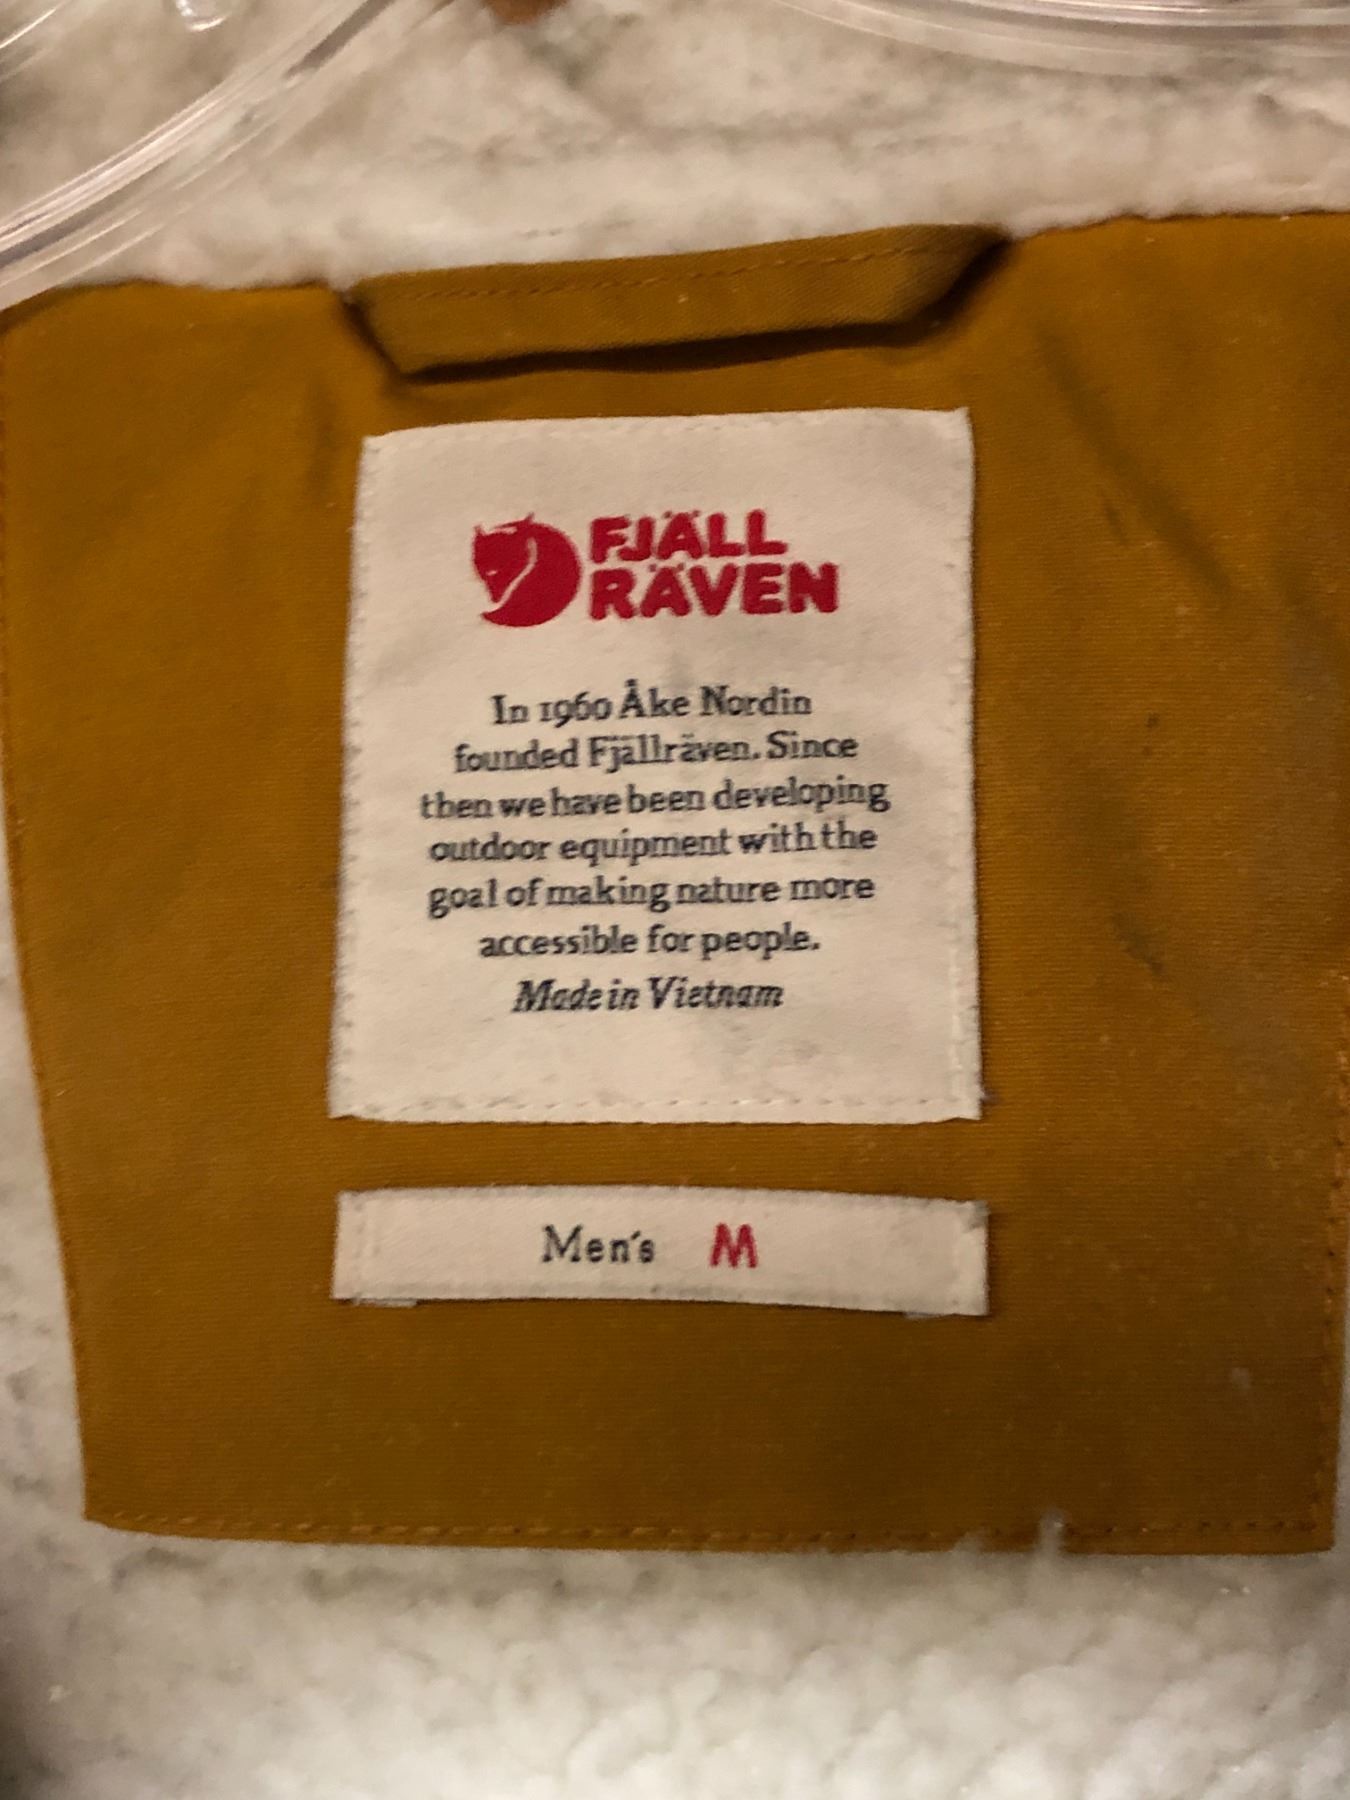 FJÄLL
RÄVEN
In 1960 Åke Nordin
founded Fjällräven. Since
then we have been developing
outdoor equipment with the
goal of making nature more
accessible for people.
Made in Vietnam
Men's M